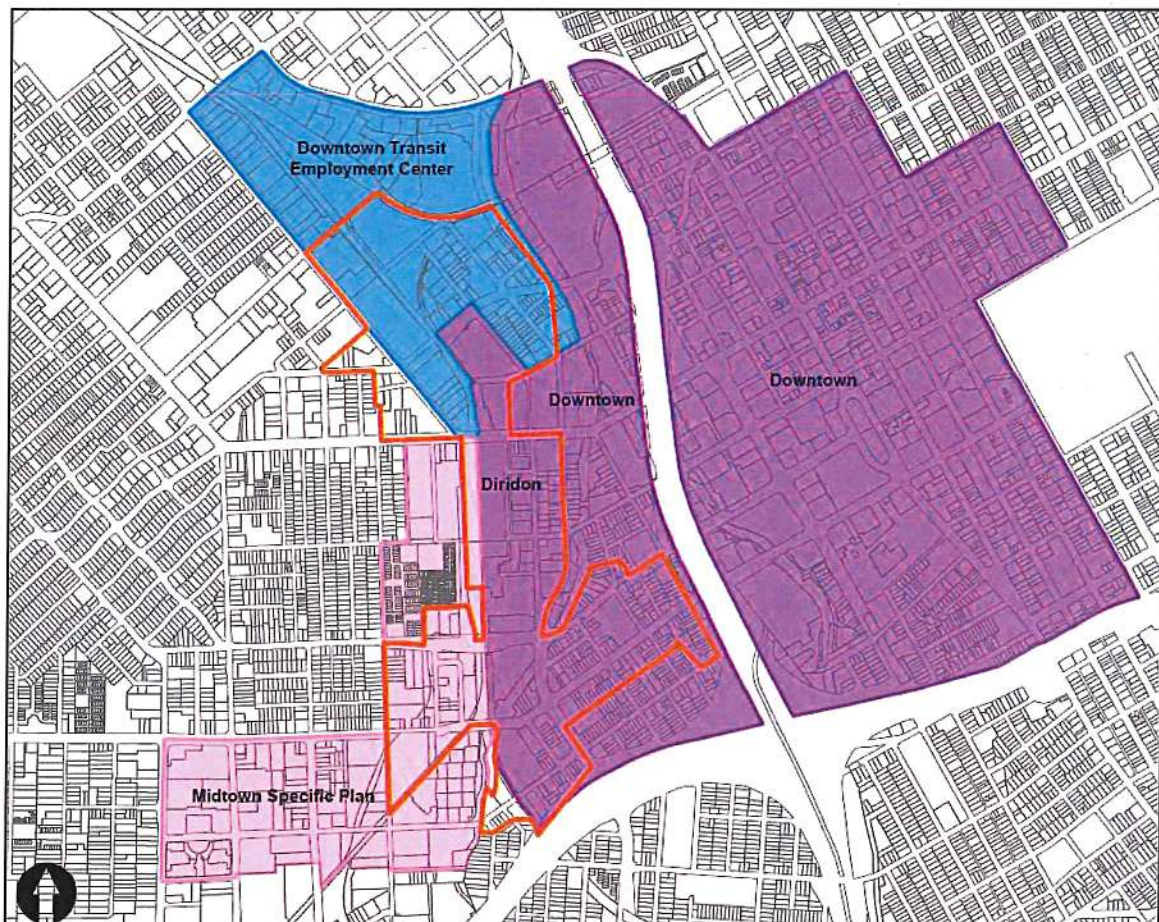 Downtown Transit
Employment Center
Downtown
Downtown
Diridon
Midtown Specific Plan